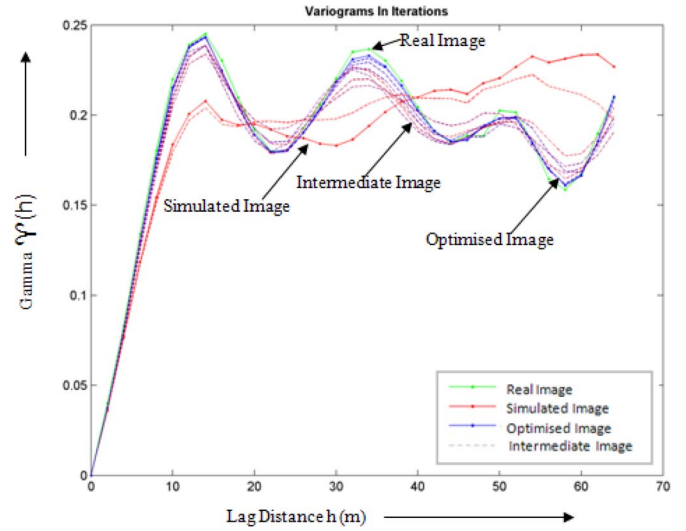 Variograms In Iterations
0.25
0.2
0.15
0.1
0.05
0
Gamma ϒ(h)
Real Image
Intermediate Image
Simulated Image
Optimised Image
Real Image
Simulated Image
Optimised Image
Intermediate Image
0 10 20 30 40 50 60 70
Lag Distance h (m)